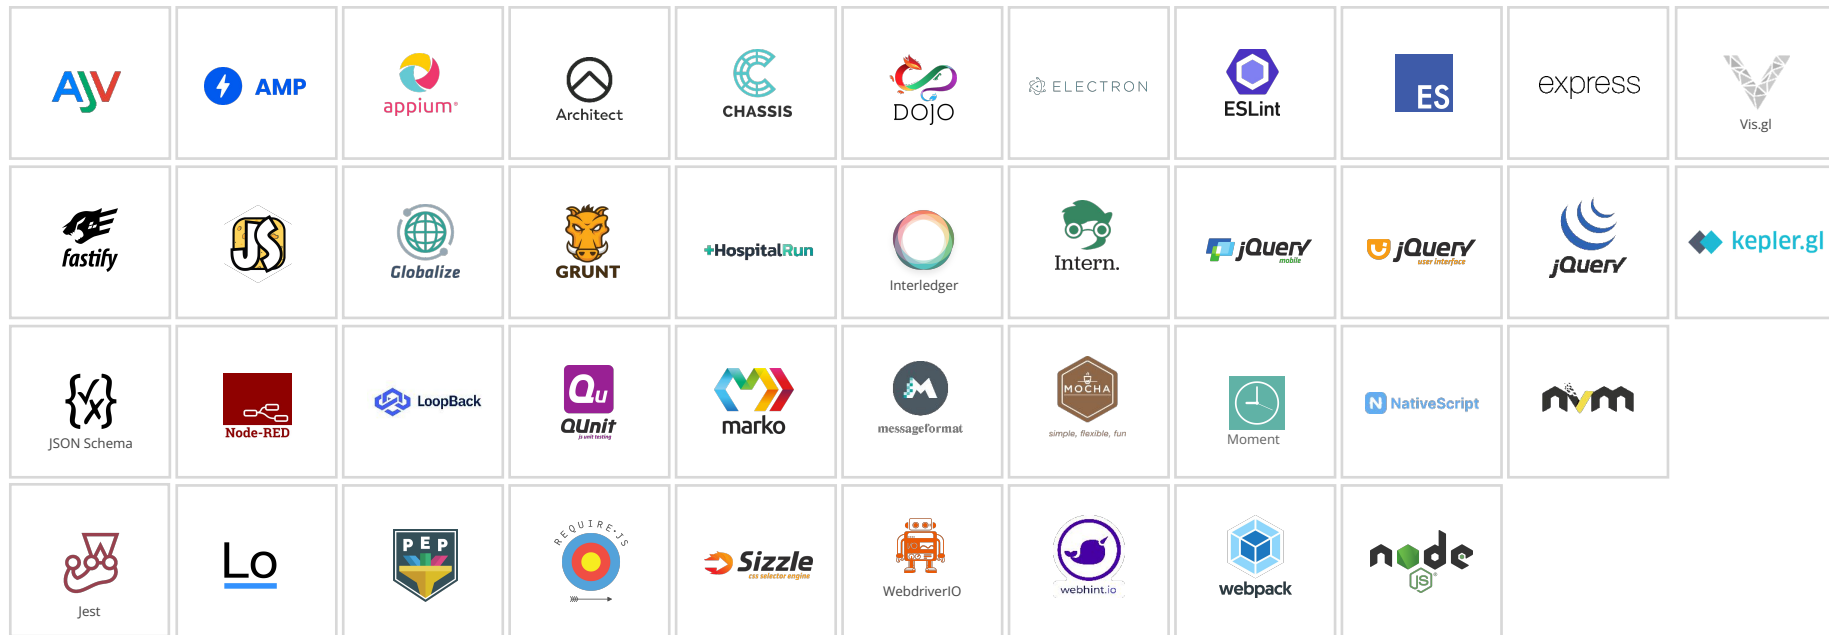 AJV
AMP
appium
Architect
CHASSIS
DOJO
ELECTRON
ESLint
ES
express
Vis.gl
fastify
JS
Globalize
GRUNT
+HospitalRun
Interledger
Intern.
jQuery
mobile
jQuery
user interface
jQuery
kepler.gl
JSON Schema
Node-RED
LoopBack
Qu
QUnit
js unit testing
marko
M
messageformat
MOCHA
simple, flexible, fun
Moment
N NativeScript
nvm
Jest
Lo
PEP
REQUIRE·JS
Sizzle
css selector engine
WebdriverIO
webhint.io
webpack
node
JS